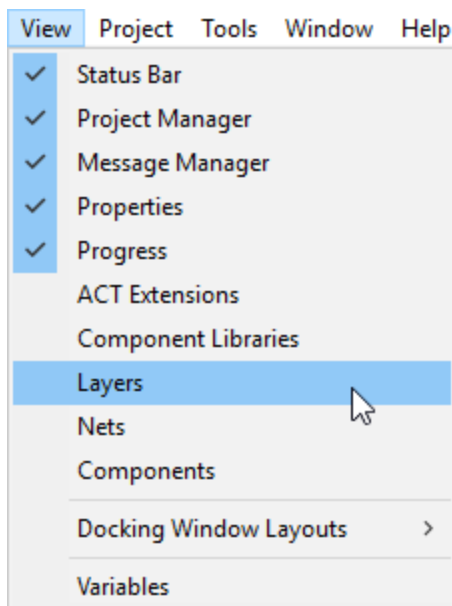 View Project Tools Window Help
Status Bar
Project Manager
Message Manager
Properties
Progress
ACT Extensions
Component Libraries
Layers
Nets
Components
Docking Window Layouts
Variables